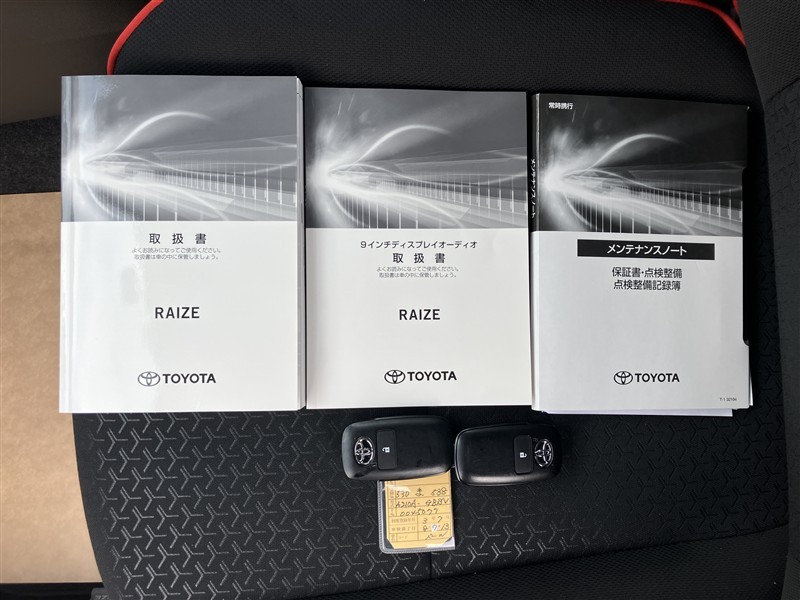 取扱書
よくお読みになってご使用ください。
取扱書は車の中に保管しましょう。
RAIZE
TOYOTA
9インチディスプレイオーディオ
取扱書
よくお読みになってご使用ください。
取扱書は車の中に保管しましょう。
RAIZE
TOYOTA
常時携行
メンテナンスノート
メンテナンスノート
保証書・点検整備
点検整備記録簿
TOYOTA
530 ま 538
A210A-